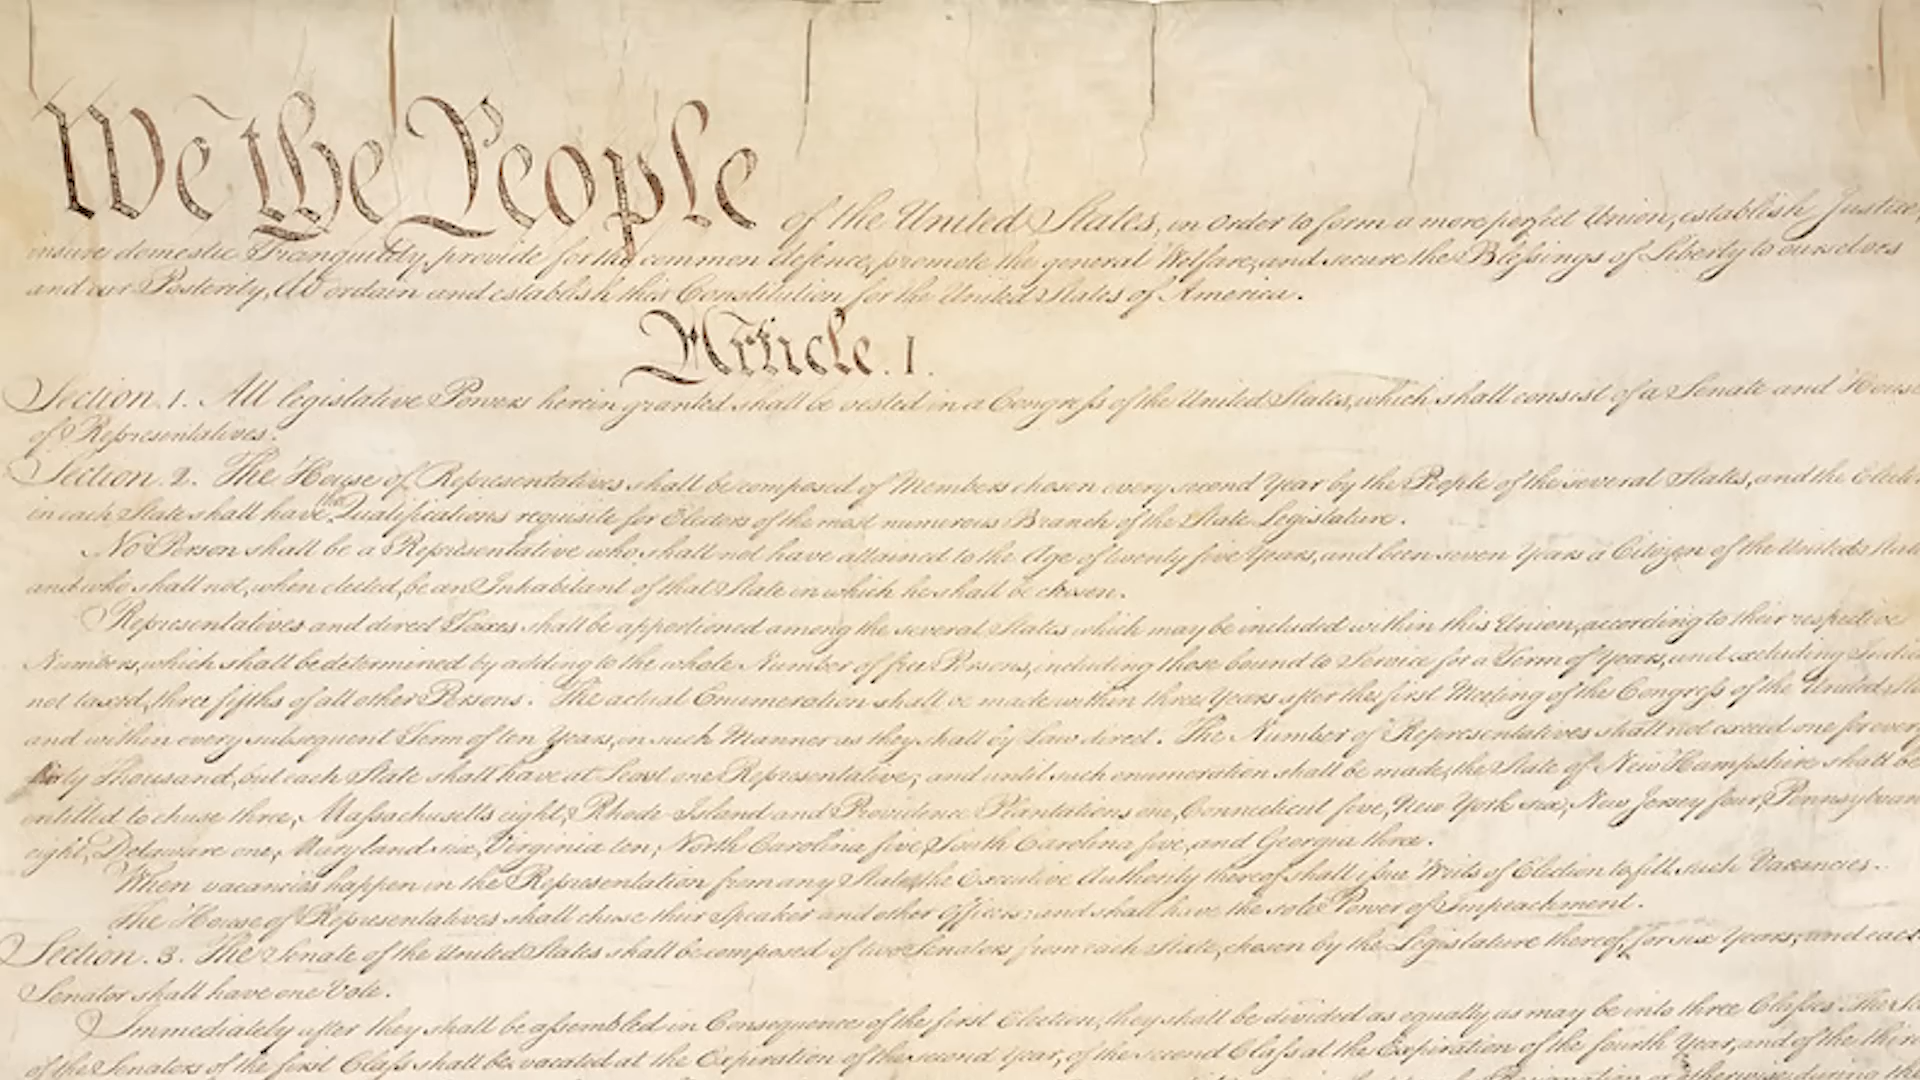 We the People of the United States, in Order to form a more perfect Union, establish Justice,
insure domestic Tranquility, provide for the common defence, promote the general Welfare, and secure the Blessings of Liberty to ourselves
and our Posterity, do ordain and establish this Constitution for the United States of America.
Article. I.
Section. 1. All legislative Powers herein granted shall be vested in a Congress of the United States, which shall consist of a Senate and House
of Representatives.
Section. 2. The House of Representatives shall be composed of Members chosen every second Year by the People of the several States, and the Elect
in each State shall have the Qualifications requisite for Electors of the most numerous Branch of the State Legislature.
No Person shall be a Representative who shall not have attained to the Age of twenty five Years, and been seven Years a Citizen of the United States
and who shall not, when elected, be an Inhabitant of that State in which he shall be chosen.
Representatives and direct Taxes shall be apportioned among the several States which may be included within this Union, according to their respective
Numbers, which shall be determined by adding to the whole Number of free Persons, including those bound to Service for a Term of Years, and excluding
not taxed, three fifths of all other Persons. The actual Enumeration shall be made within three Years after the first Meeting of the Congress of the United
and within every subsequent Term of ten Years, in such Manner as they shall by Law direct. The Number of Representatives shall not exceed one for every
thirty Thousand, but each State shall have at Least one Representative; and until such enumeration shall be made, the State of New Hampshire shall be
entitled to chuse three, Massachusetts eight, Rhode-Island and Providence Plantations one, Connecticut five, New York six, New Jersey four, Pennsylvan
eight, Delaware one, Maryland six, Virginia ten, North Carolina five, South Carolina five, and Georgia three.
When vacancies happen in the Representation from any State, the Executive Authority thereof shall issue Writs of Election to fill such Vacancies.
The House of Representatives shall chuse their Speaker and other Officers; and shall have the sole Power of Impeachment.
Section. 3. The Senate of the United States shall be composed of two Senators from each State, chosen by the Legislature thereof, for six Years; and each
Senator shall have one Vote.
Immediately after they shall be assembled in Consequence of the first Election, they shall be divided as equally as may be into three Classes. The
of the Senators of the first Class shall be vacated at the Expiration of the second Year, of the second Class at the Expiration of the fourth Year, and of the third
otherwise, during the